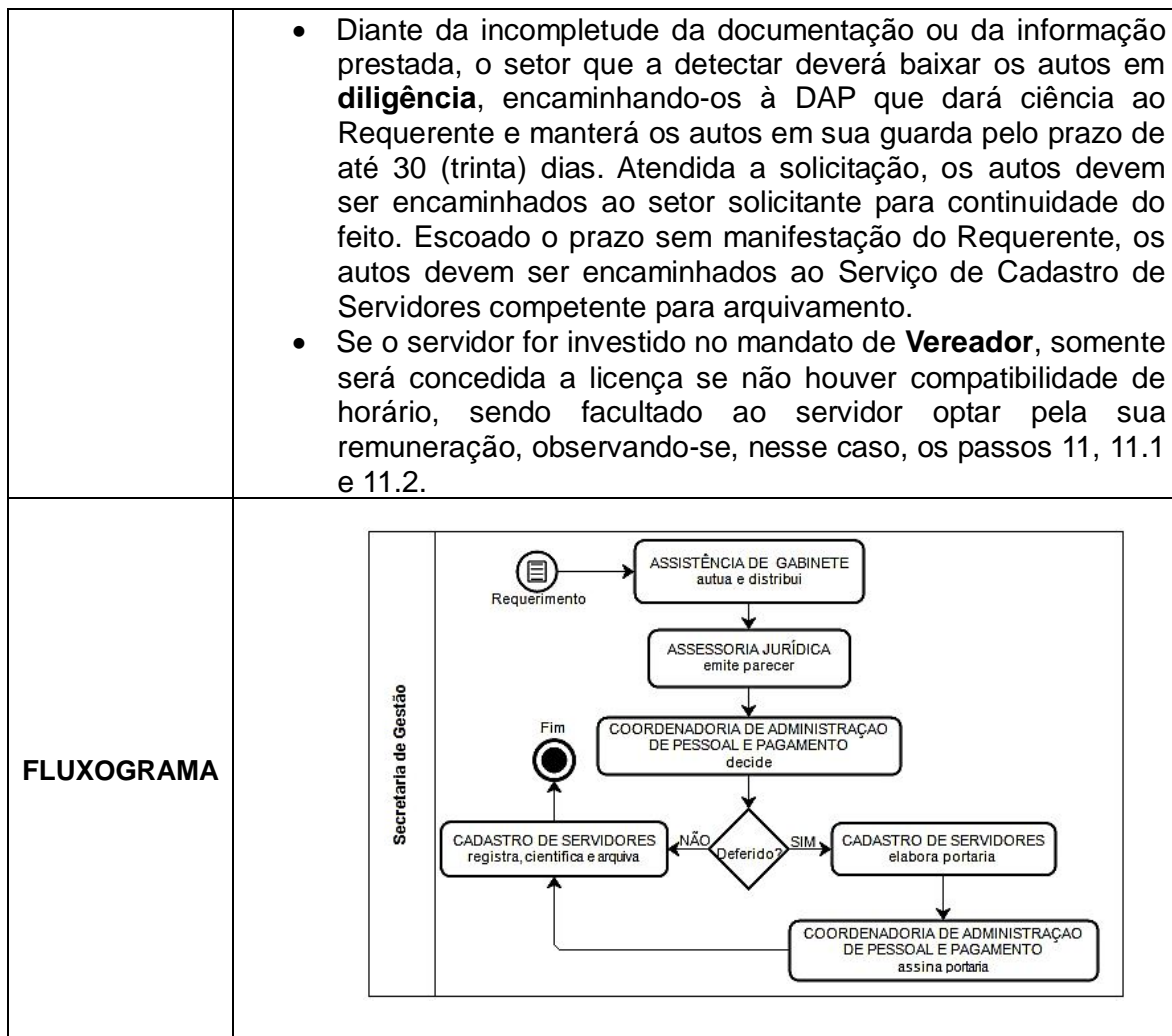 • Diante da incompletude da documentação ou da informação
prestada, o setor que a detectar deverá baixar os autos em
diligência, encaminhando-os à DAP que dará ciência ao
Requerente e manterá os autos em sua guarda pelo prazo de
até 30 (trinta) dias. Atendida a solicitação, os autos devem
ser encaminhados ao setor solicitante para continuidade do
feito. Escoado o prazo sem manifestação do Requerente, os
autos devem ser encaminhados ao Serviço de Cadastro de
Servidores competente para arquivamento.
• Se o servidor for investido no mandato de Vereador, somente
será concedida a licença se não houver compatibilidade de
horário, sendo facultado ao servidor optar pela sua
remuneração, observando-se, nesse caso, os passos 11, 11.1
e 11.2.
FLUXOGRAMA
Secretaria de Gestão
Requerimento
ASSISTÊNCIA DE GABINETE
autua e distribui
ASSESSORIA JURÍDICA
emite parecer
COORDENADORIA DE ADMINISTRAÇAO
DE PESSOAL E PAGAMENTO
decide
Fim
CADASTRO DE SERVIDORES
registra, cientifica e arquiva
NÃO
Deferido?
SIM
CADASTRO DE SERVIDORES
elabora portaria
COORDENADORIA DE ADMINISTRAÇAO
DE PESSOAL E PAGAMENTO
assina portaria